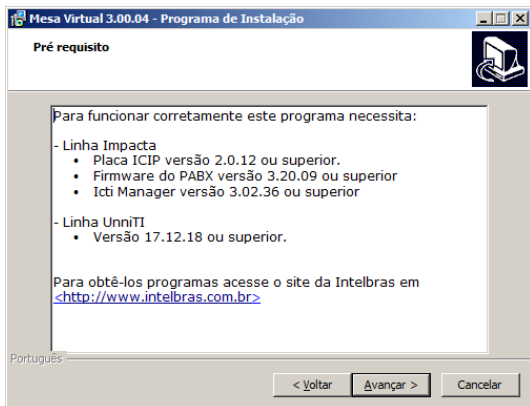 Mesa Virtual 3.00.04 - Programa de Instalação
Pré requisito
Para funcionar corretamente este programa necessita:
- Linha Impacta
• Placa ICIP versão 2.0.12 ou superior.
• Firmware do PABX versão 3.20.09 ou superior
• Icti Manager versão 3.02.36 ou superior
- Linha UnniTI
• Versão 17.12.18 ou superior.
Para obtê-los programas acesse o site da Intelbras em
<http://www.intelbras.com.br>
Português
< Voltar
Avançar >
Cancelar